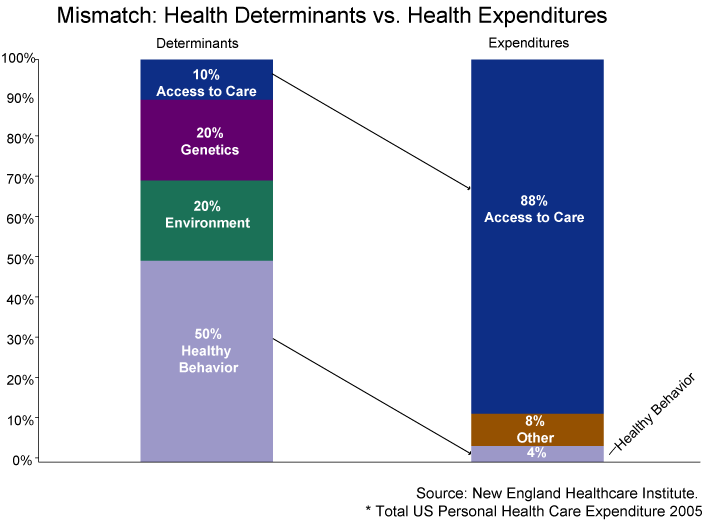 Mismatch: Health Determinants vs. Health Expenditures
Determinants
Expenditures
100%
90%
80%
70%
60%
50%
40%
30%
20%
10%
0%
10%
Access to Care
20%
Genetics
20%
Environment
50%
Healthy
Behavior
88%
Access to Care
8%
Other
4%
Healthy Behavior
Source: New England Healthcare Institute.
* Total US Personal Health Care Expenditure 2005